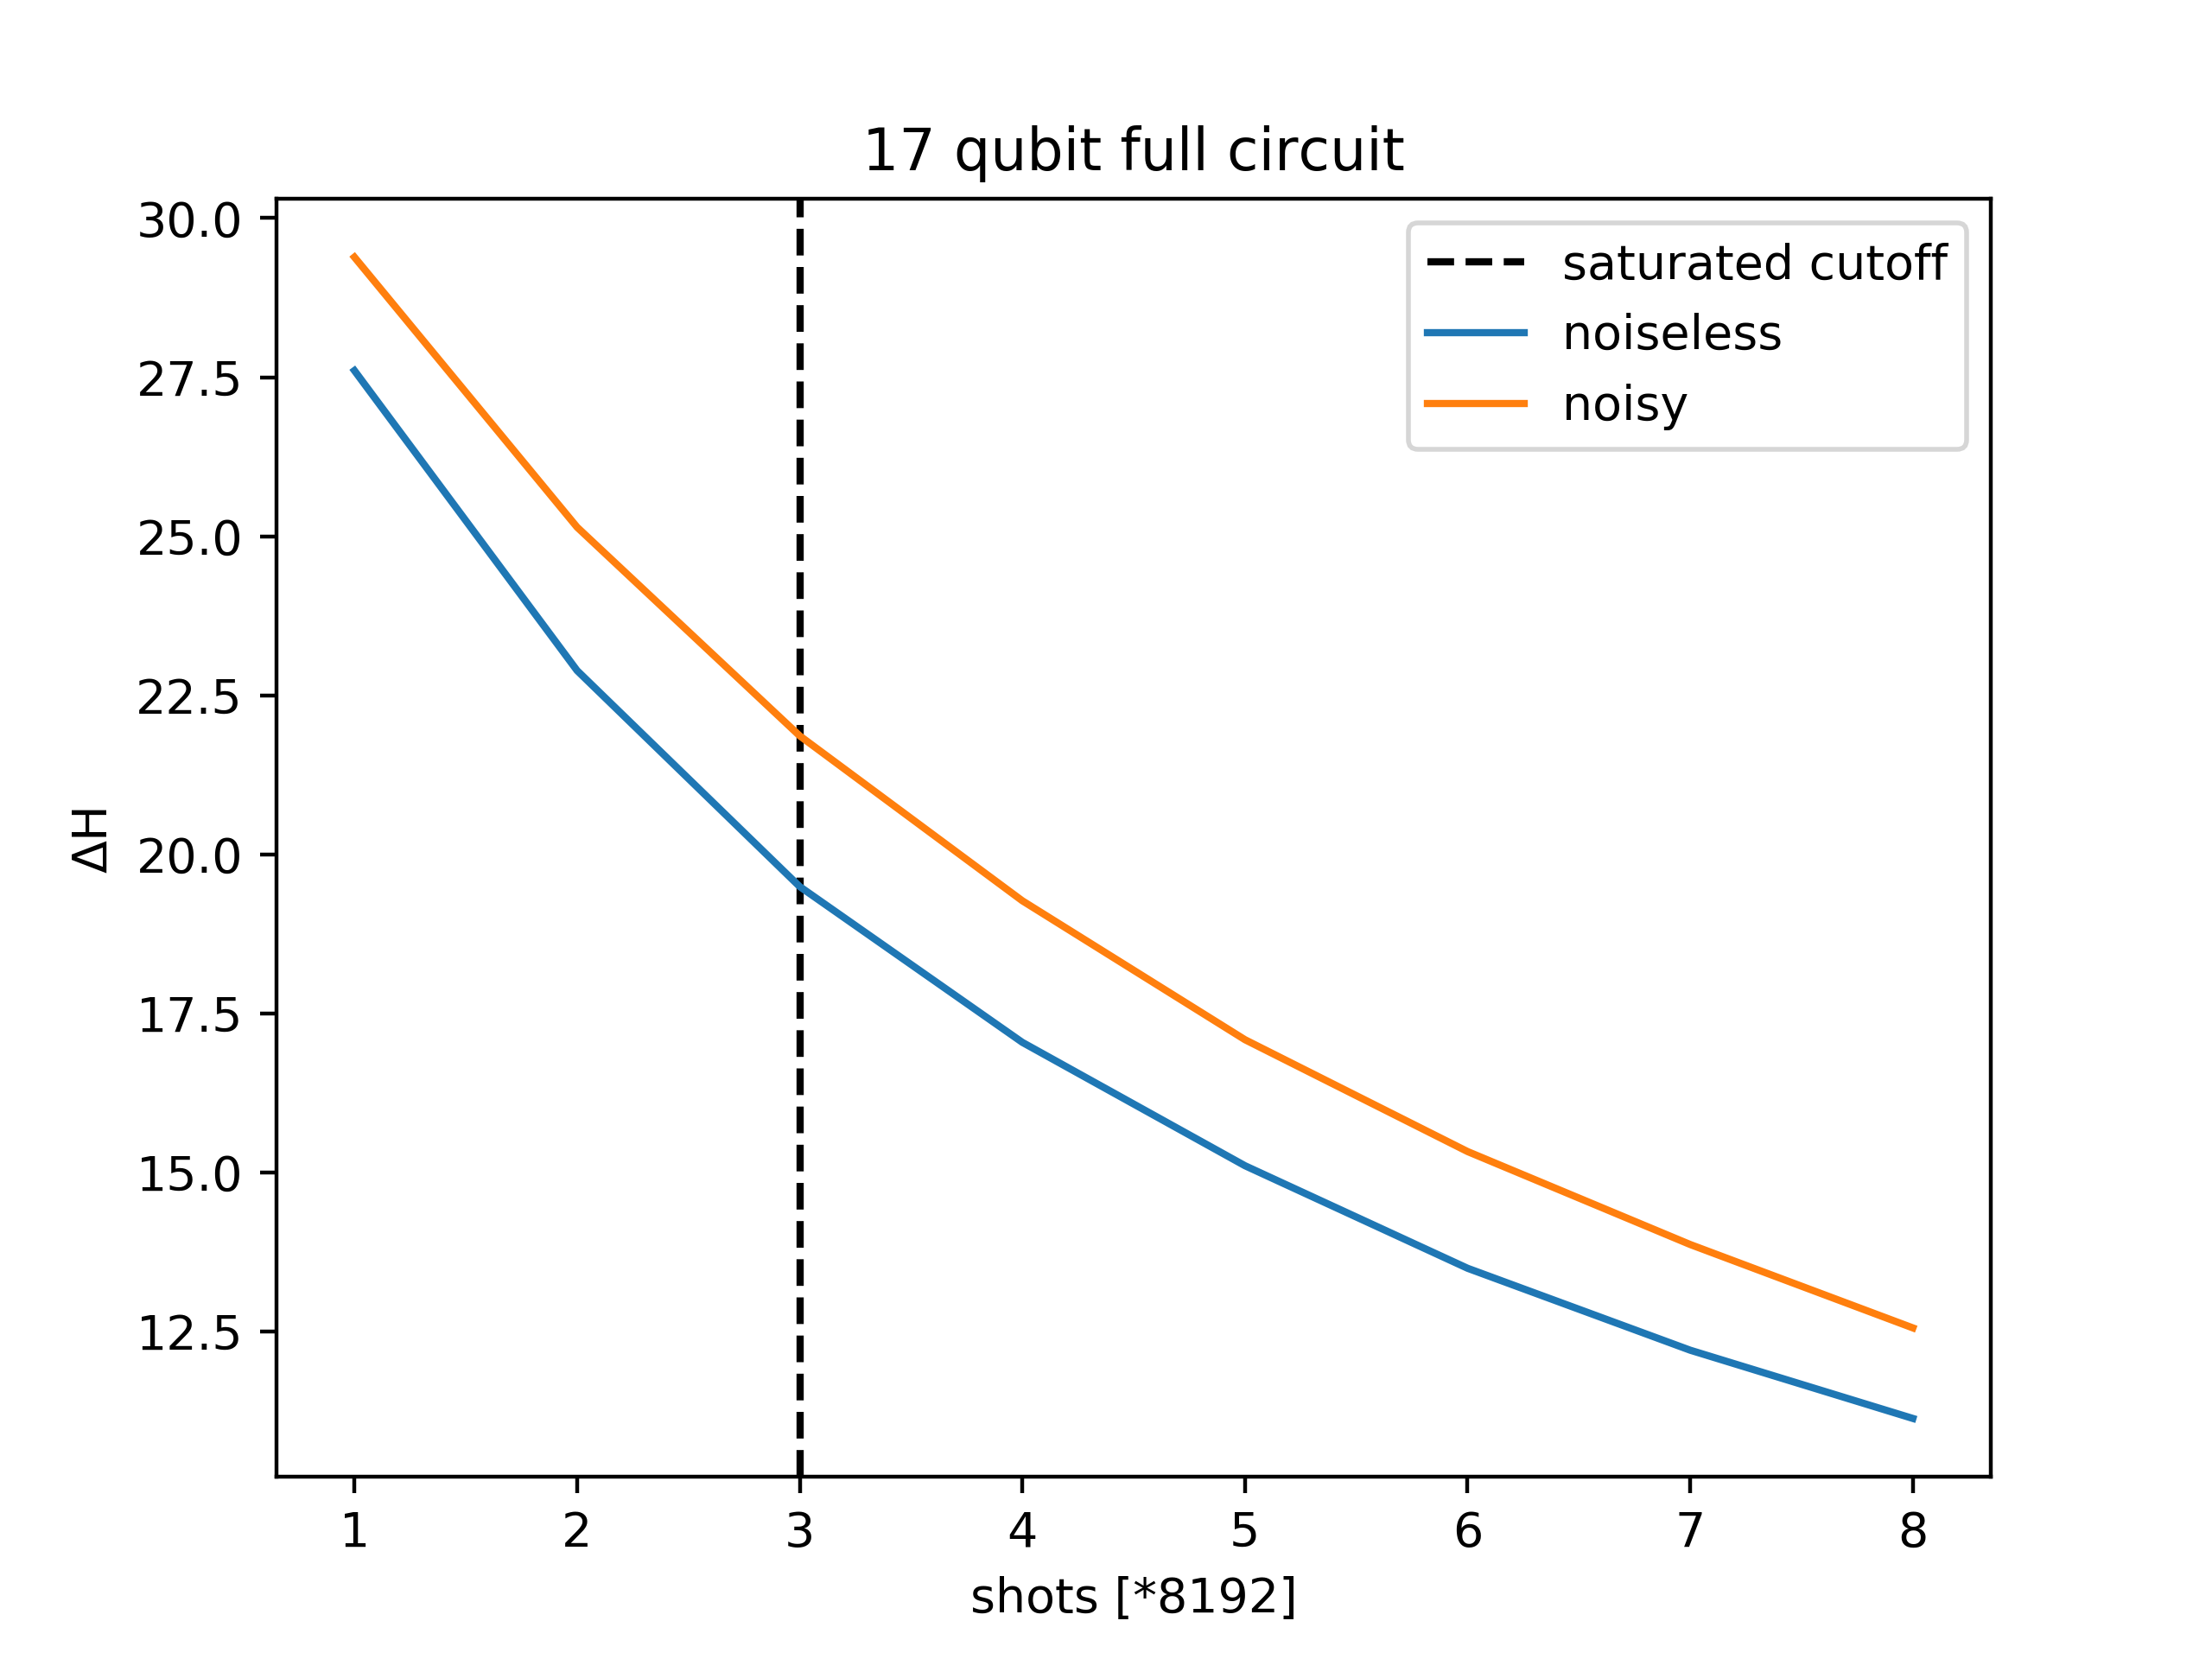 17 qubit full circuit
saturated cutoff
noiseless
noisy
ΔH
30.0
27.5
25.0
22.5
20.0
17.5
15.0
12.5
1 2 3 4 5 6 7 8
shots [*8192]